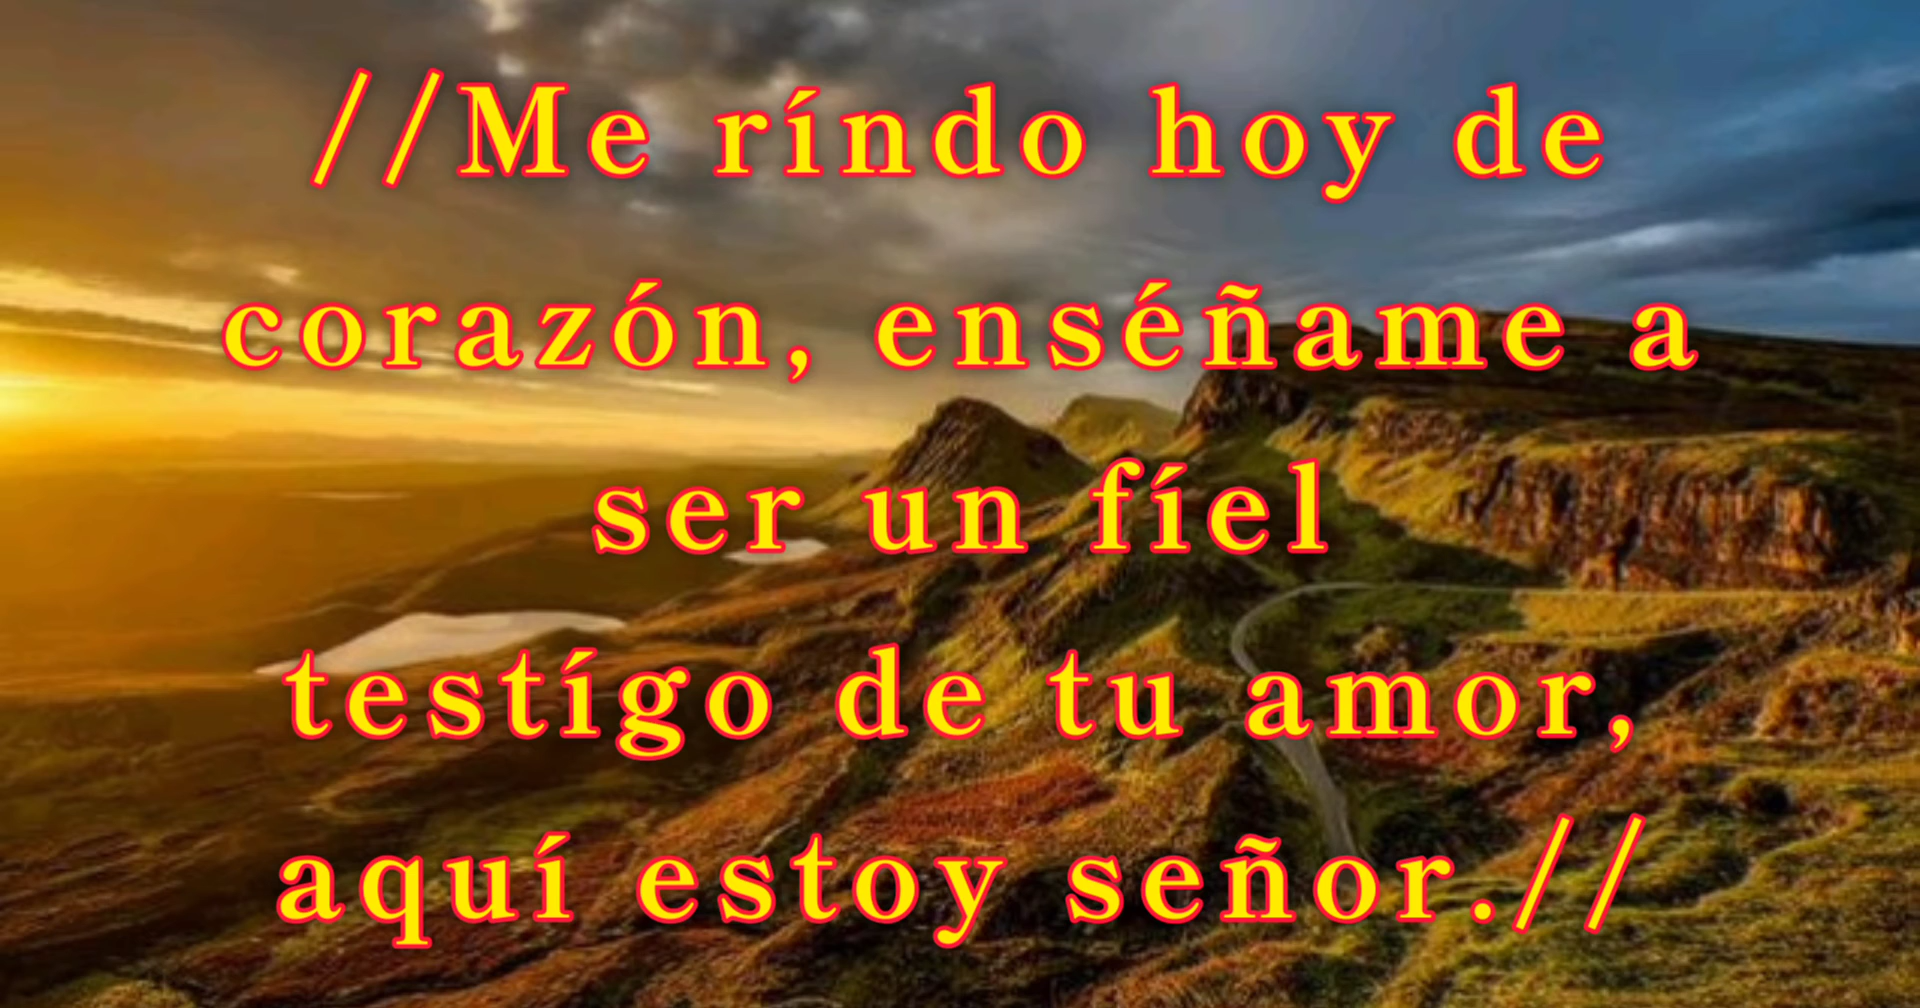 //Me ríndo hoy de
corazón, enséñame a
ser un fíel
testígo de tu amor,
aquí estoy señor.//